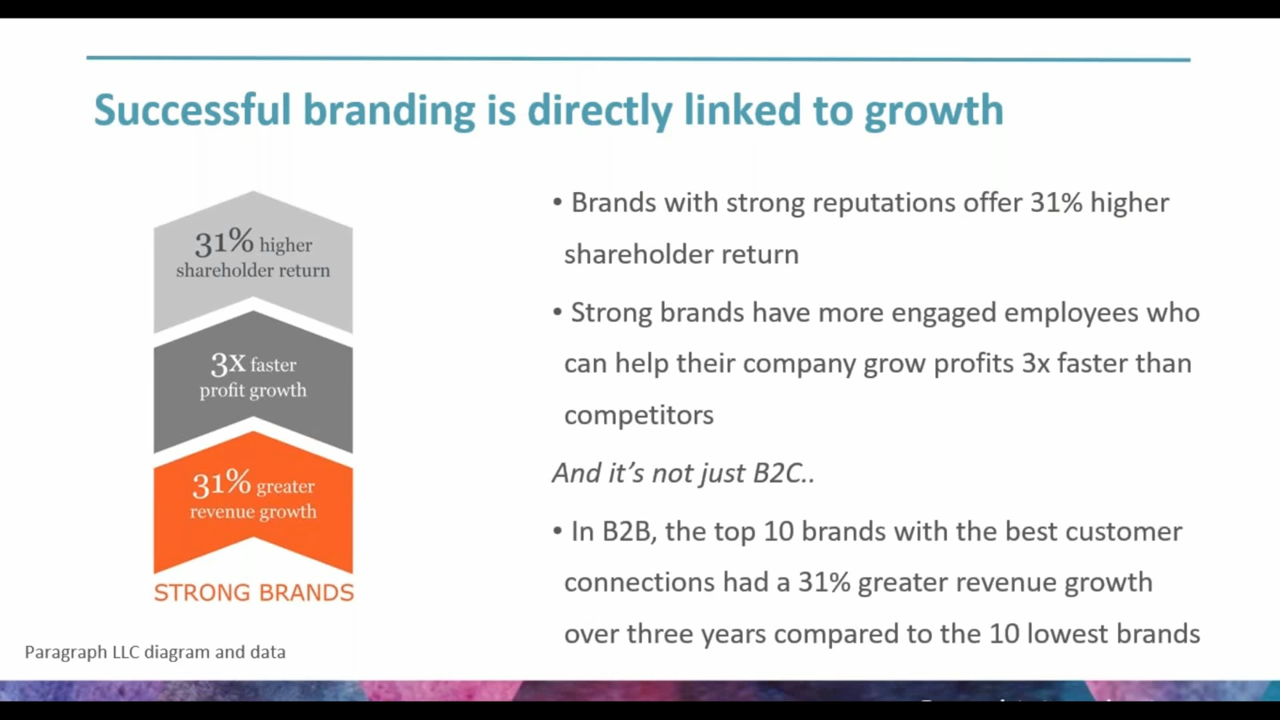 Successful branding is directly linked to growth
31% higher
shareholder return
3x faster
profit growth
31% greater
revenue growth
STRONG BRANDS
Paragraph LLC diagram and data
• Brands with strong reputations offer 31% higher
shareholder return
• Strong brands have more engaged employees who
can help their company grow profits 3x faster than
competitors
And it's not just B2C..
• In B2B, the top 10 brands with the best customer
connections had a 31% greater revenue growth
over three years compared to the 10 lowest brands